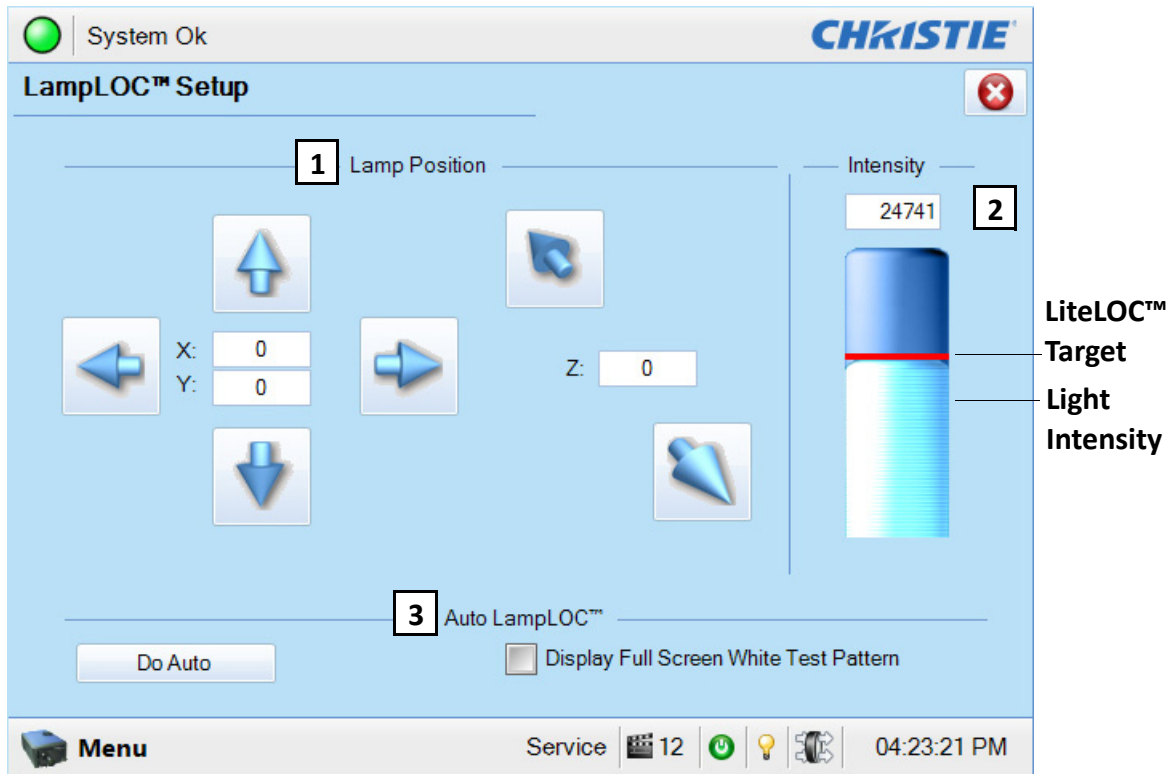 System Ok
CHRISTIE
LampLOC™ Setup
1 Lamp Position
Intensity
24741
2
X: 0
Y: 0
Z: 0
LiteLOC™
Target
Light
Intensity
3 Auto LampLOC™
Do Auto
Display Full Screen White Test Pattern
Menu
Service 12 04:23:21 PM